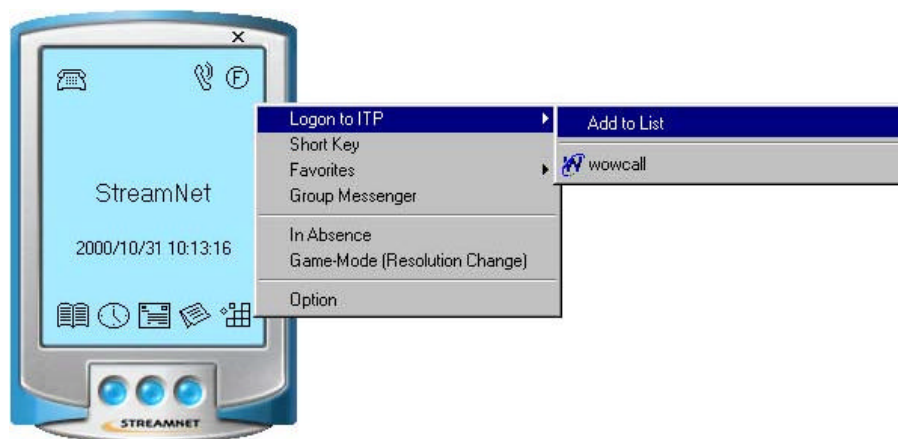 x
F
StreamNet
2000/10/31 10:13:16
STREAMNET
Logon to ITP
Short Key
Favorites
Group Messenger
In Absence
Game-Mode (Resolution Change)
Option
Add to List
wowcall